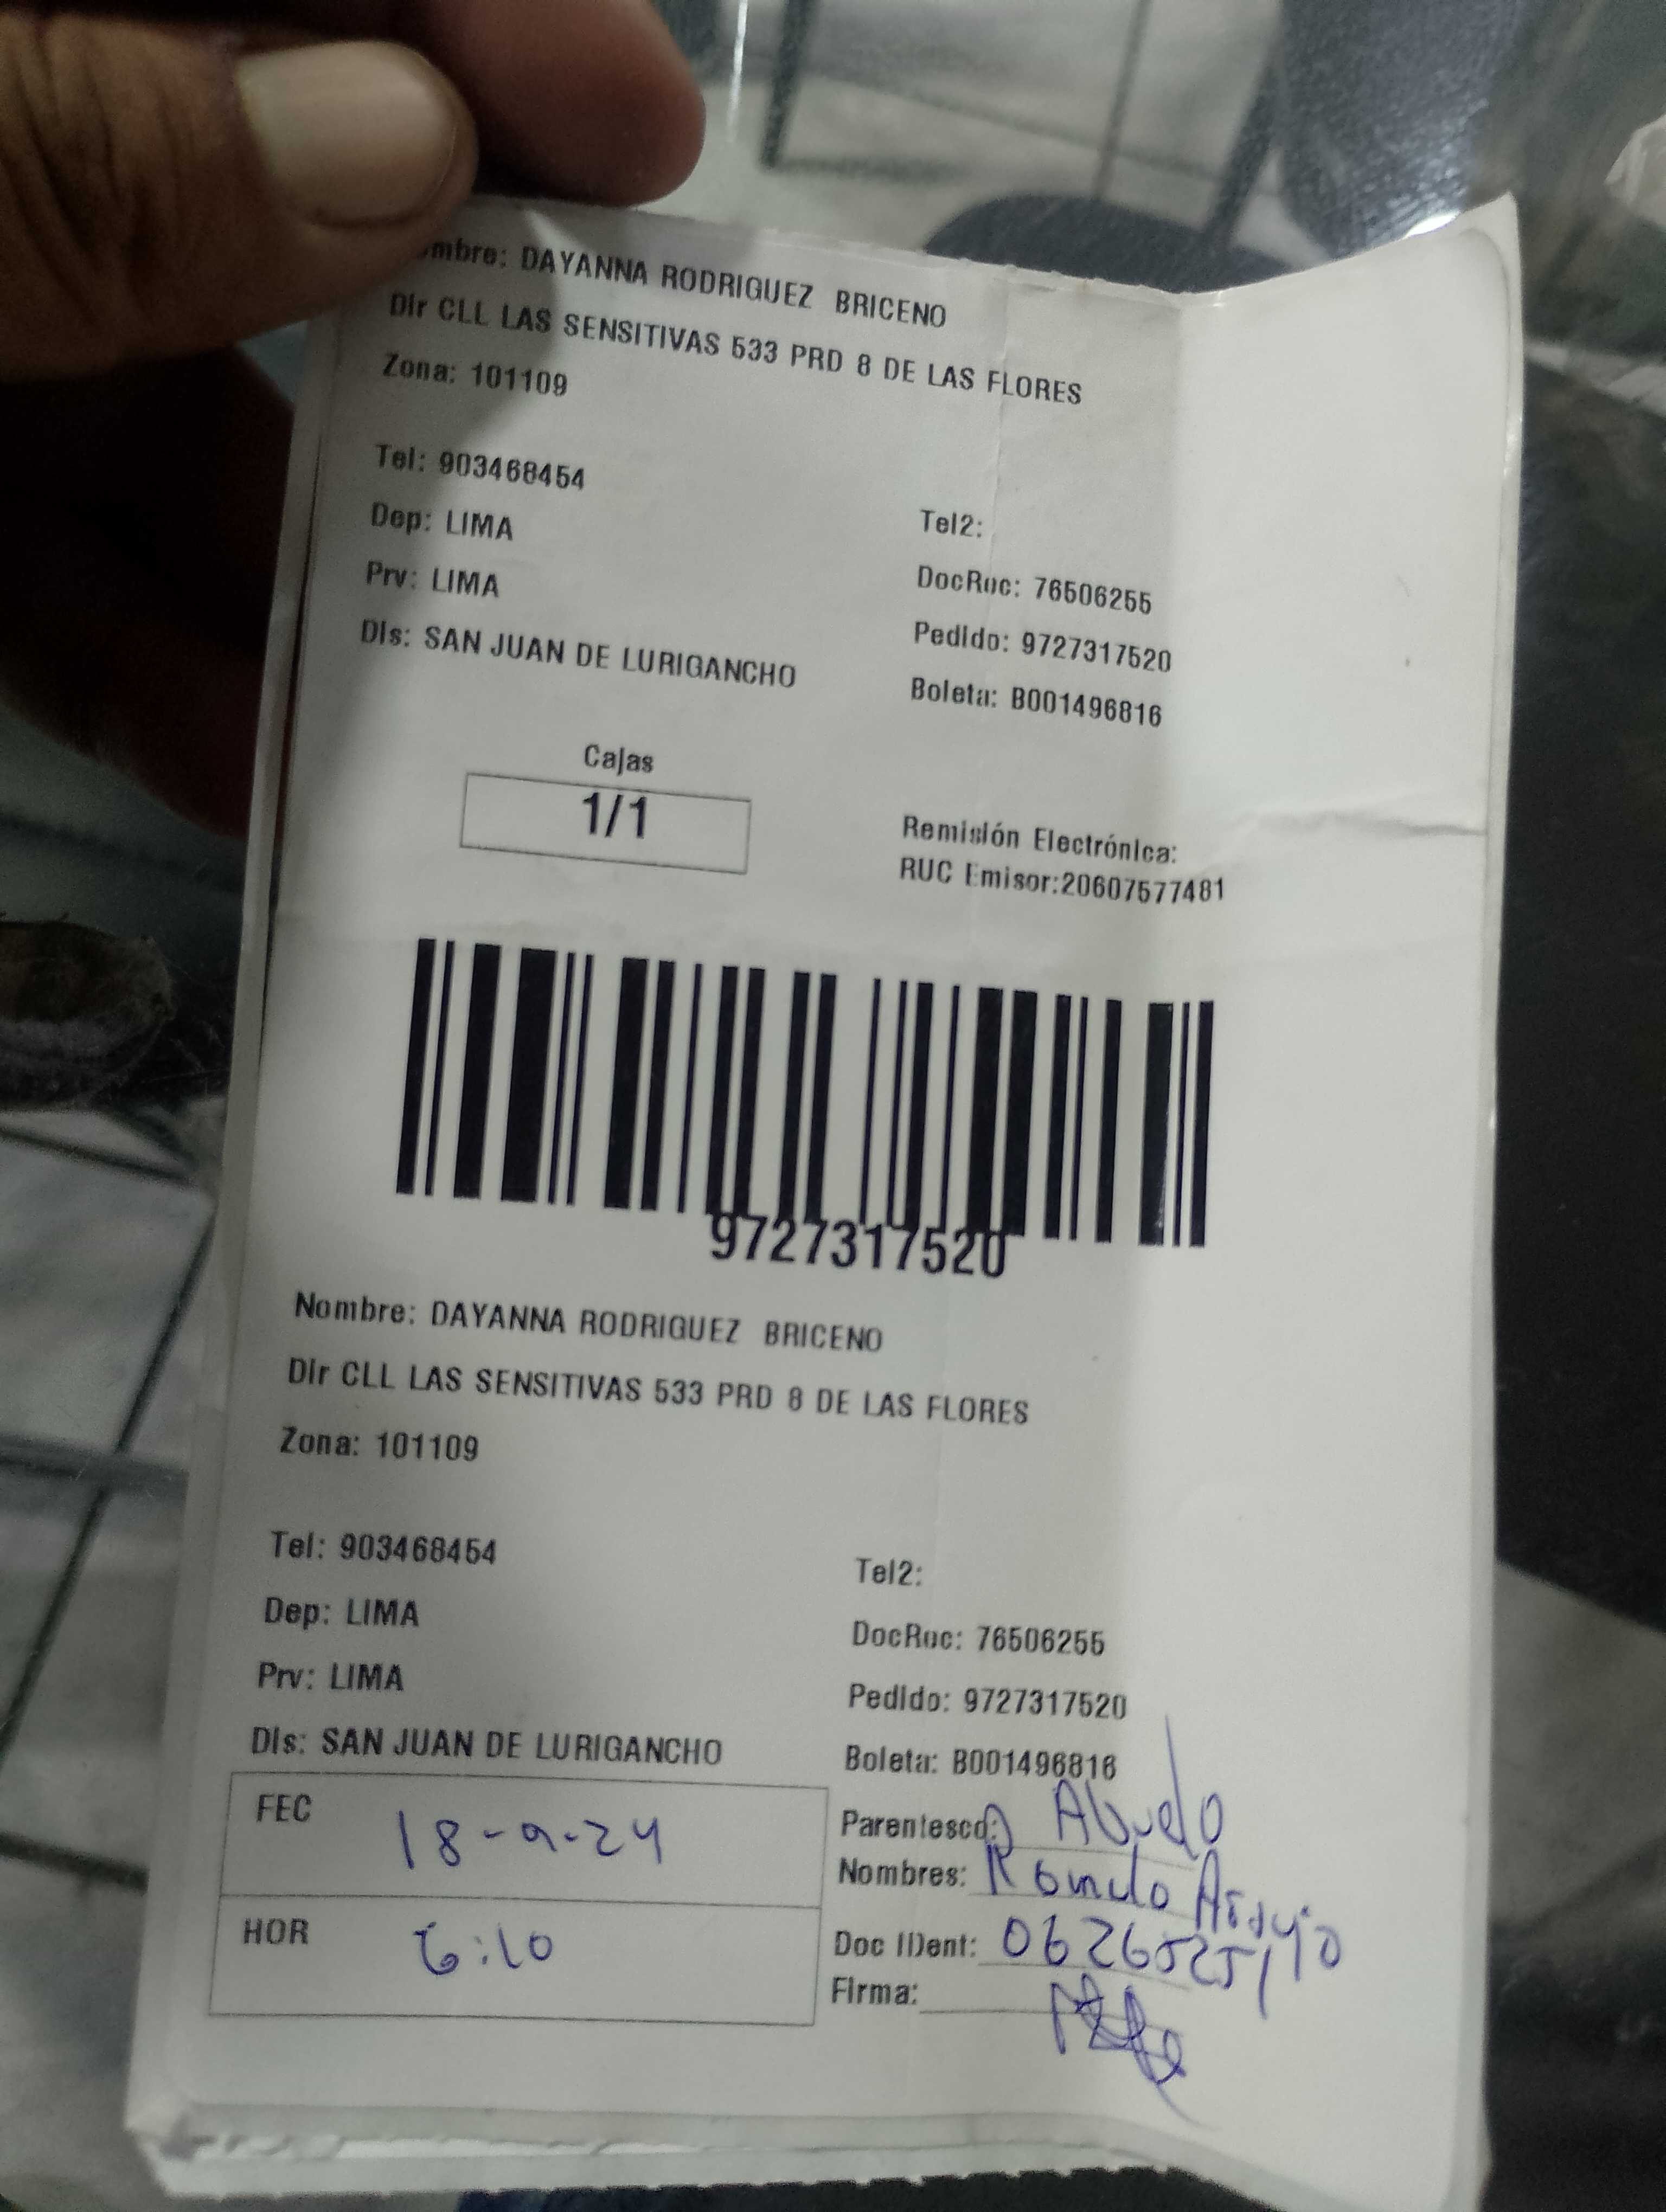 mbre: DAYANNA RODRIGUEZ BRICENO
Dir CLL LAS SENSITIVAS 533 PRD 8 DE LAS FLORES
Zona: 101109
Tel: 903468454
Tel2:
Dep: LIMA
DocRuc: 76506255
Prv: LIMA
Pedido: 9727317520
Dis: SAN JUAN DE LURIGANCHO
Boleta: B001496816
Cajas
1/1
Remisión Electrónica:
RUC Emisor:20607577481
9727317520
Nombre: DAYANNA RODRIGUEZ BRICENO
Dir CLL LAS SENSITIVAS 533 PRD 8 DE LAS FLORES
Zona: 101109
Tel: 903468454
Tel2:
Dep: LIMA
DocRuc: 76506255
Prv: LIMA
Pedido: 9727317520
Dis: SAN JUAN DE LURIGANCHO
Boleta: B001496816
FEC 18-9-24
Parentesco: Abuelo
Nombres:
HOR 6:10
Doc IDent:
Firma: